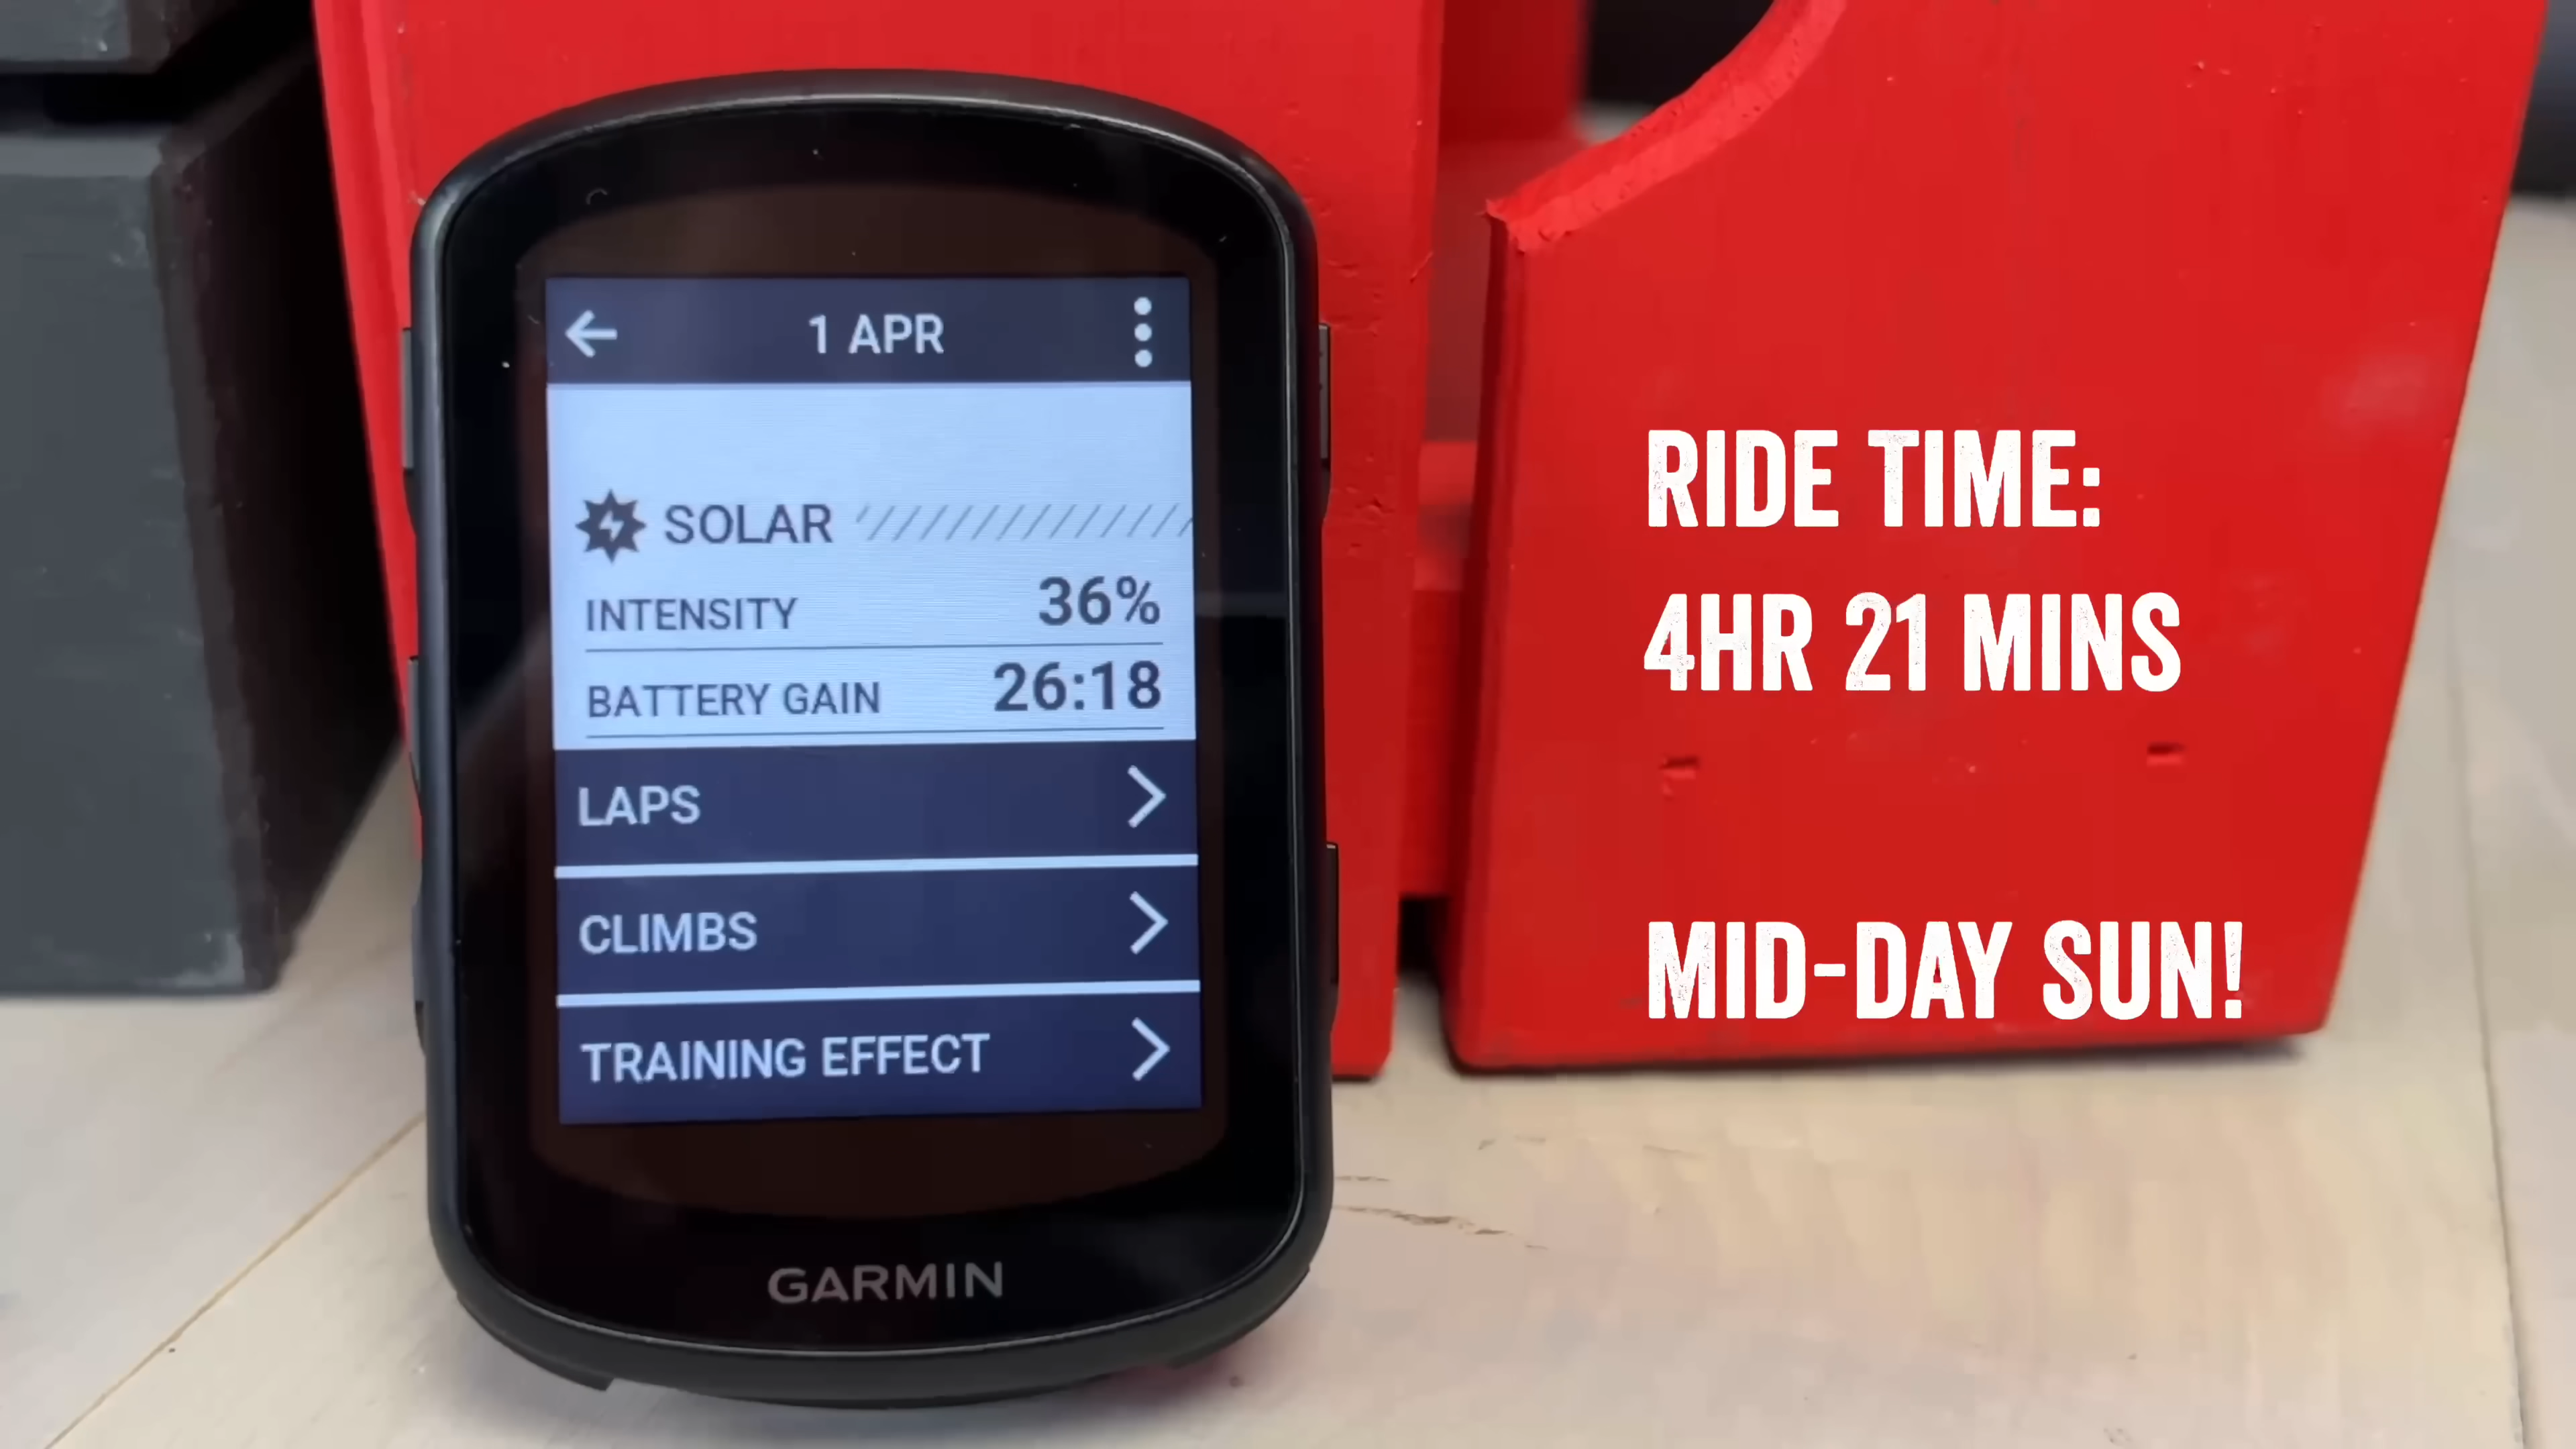 1 APR
SOLAR
INTENSITY 36%
BATTERY GAIN 26:18
LAPS
CLIMBS
TRAINING EFFECT
GARMIN
RIDE TIME:
4HR 21 MINS
MID-DAY SUN!